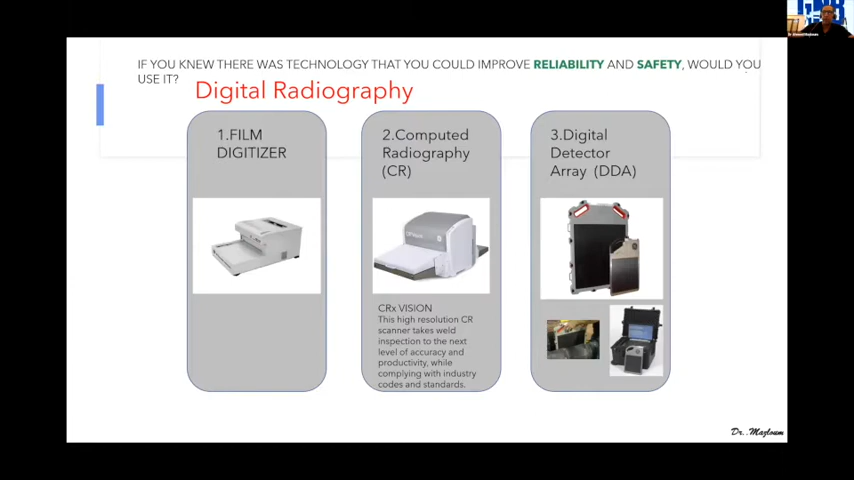 IF YOU KNEW THERE WAS TECHNOLOGY THAT YOU COULD IMPROVE RELIABILITY AND SAFETY, WOULD YOU
USE IT?
Digital Radiography
1.FILM
DIGITIZER
2.Computed
Radiography
(CR)
CRx VISION
This high resolution CR
scanner takes weld
inspection to the next
level of accuracy and
productivity, while
complying with industry
codes and standards.
3.Digital
Detector
Array (DDA)
Dr..Mazloum